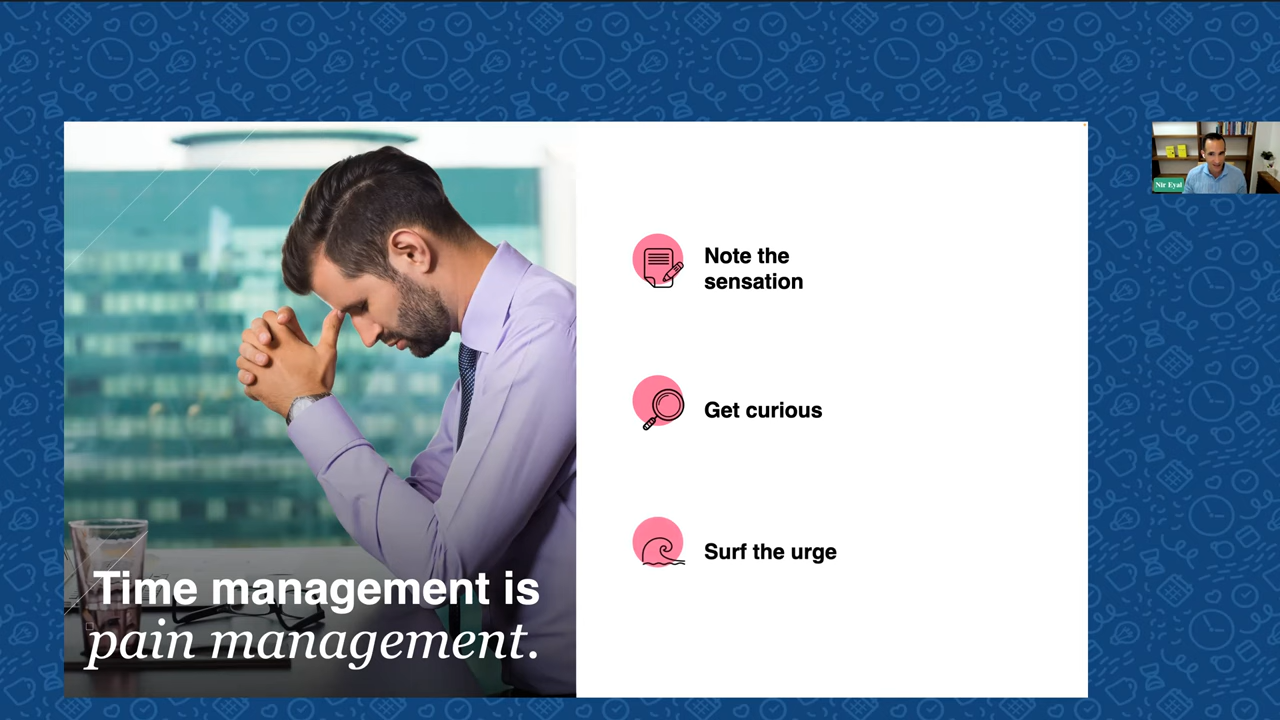 Time management is
pain management.
Note the
sensation
Get curious
Surf the urge
Nir Eyal